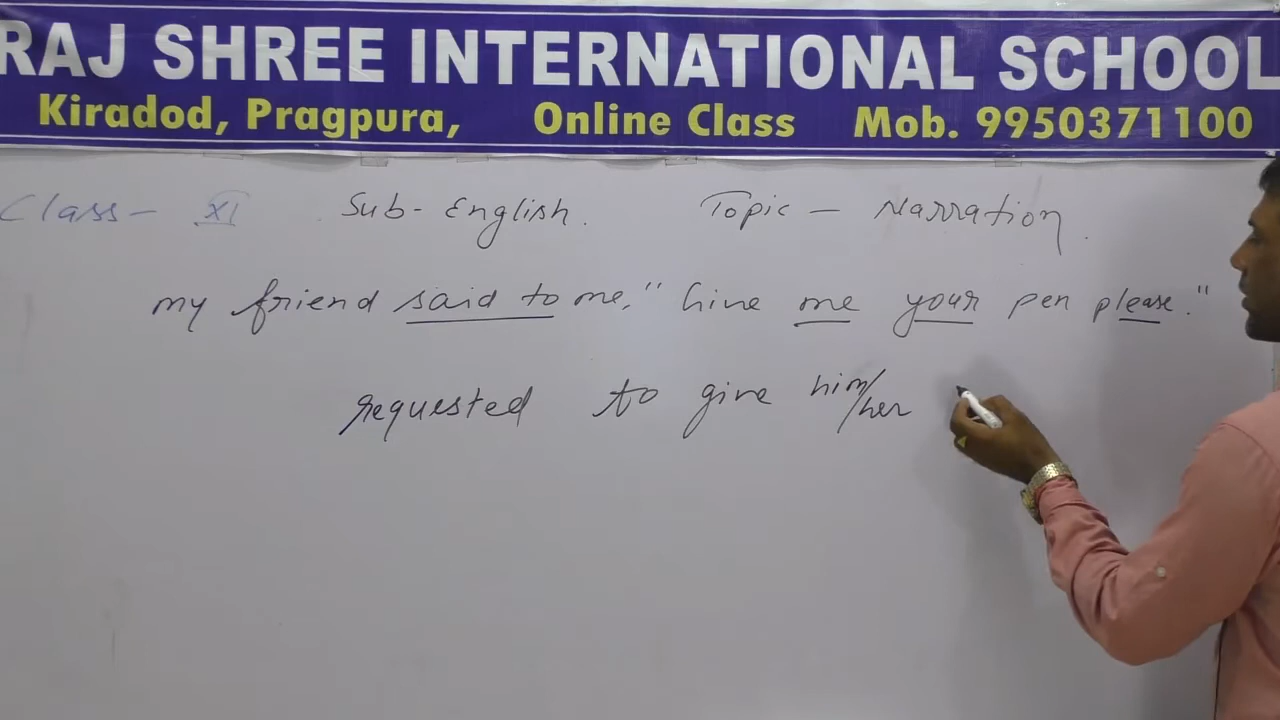 RAJ SHREE INTERNATIONAL SCHOOL
Kiradod, Pragpura, Online Class Mob. 9950371100
Class - XI Sub - English. Topic - Narration.
my friend said to me, " Give me your pen please."
requested to give him/her